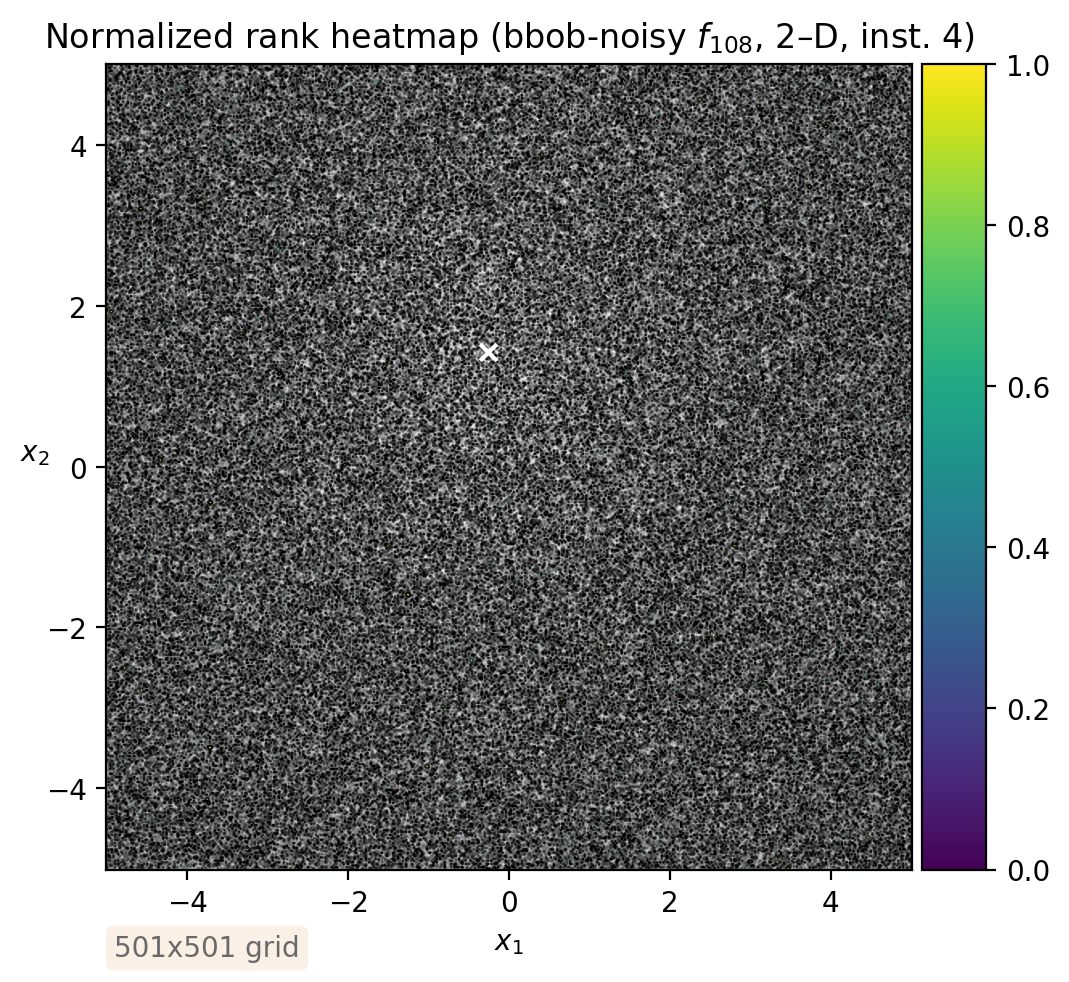 Normalized rank heatmap (bbob-noisy f108, 2–D, inst. 4)
1.0
4
0.8
2
0.6
x2
0
0.4
−2
0.2
−4
0.0
−4 −2 0 2 4
x1
501x501 grid